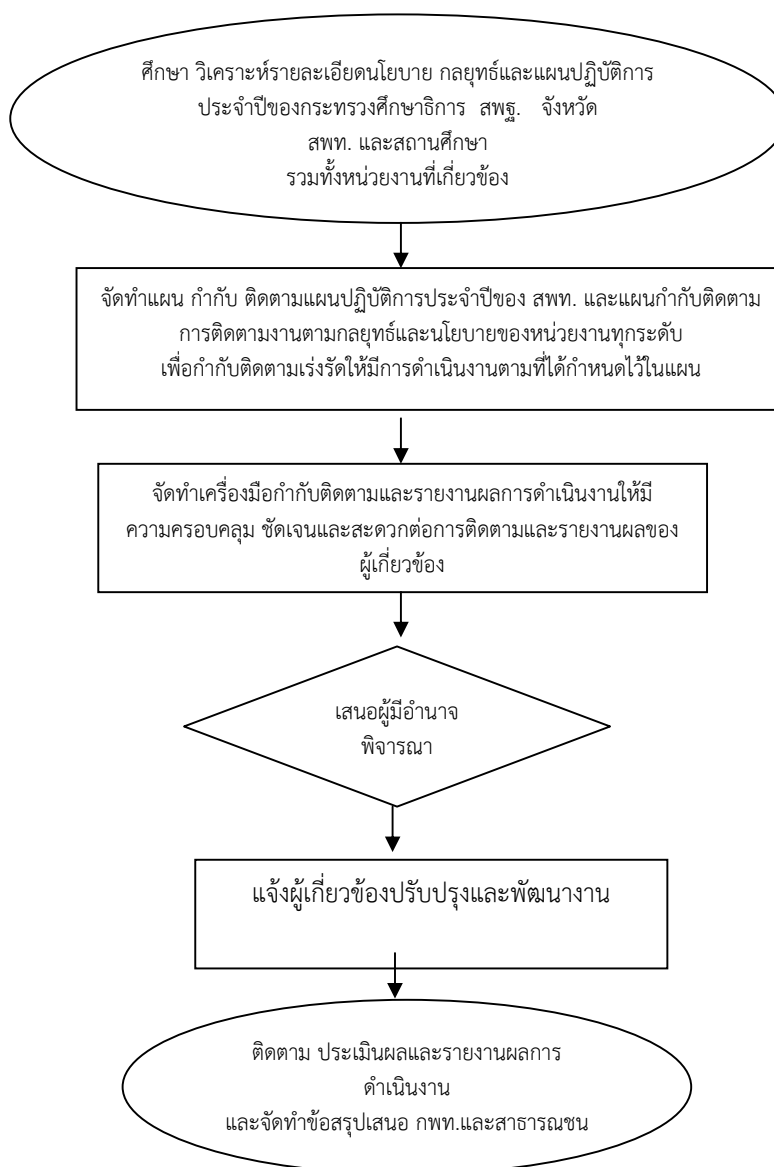 ศึกษา วิเคราะห์รายละเอียดนโยบาย กลยุทธ์และแผนปฏิบัติการ
ประจำปีของกระทรวงศึกษาธิการ สพฐ. จังหวัด
สพท. และสถานศึกษา
รวมทั้งหน่วยงานที่เกี่ยวข้อง
จัดทำแผน กำกับ ติดตามแผนปฏิบัติการประจำปีของ สพท. และแผนกำกับติดตาม
การติดตามงานตามกลยุทธ์และนโยบายของหน่วยงานทุกระดับ
เพื่อกำกับติดตามเร่งรัดให้มีการดำเนินงานตามที่ได้กำหนดไว้ในแผน
จัดทำเครื่องมือกำกับติดตามและรายงานผลการดำเนินงานให้มี
ความครอบคลุม ชัดเจนและสะดวกต่อการติดตามและรายงานผลของ
ผู้เกี่ยวข้อง
เสนอผู้มีอำนาจ
พิจารณา
แจ้งผู้เกี่ยวข้องปรับปรุงและพัฒนางาน
ติดตาม ประเมินผลและรายงานผลการ
ดำเนินงาน
และจัดทำข้อสรุปเสนอ กพท.และสาธารณชน